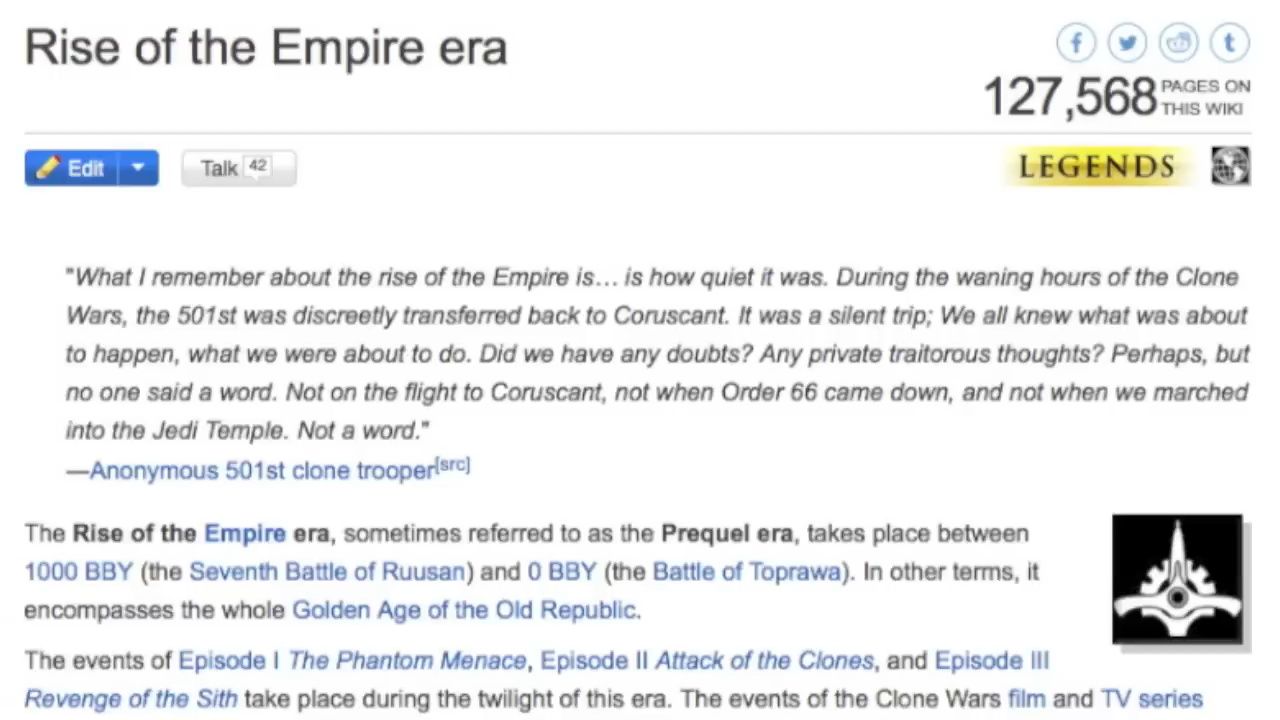 Rise of the Empire era
127,568 PAGES ON THIS WIKI
Edit
Talk 42
LEGENDS
"What I remember about the rise of the Empire is... is how quiet it was. During the waning hours of the Clone
Wars, the 501st was discreetly transferred back to Coruscant. It was a silent trip; We all knew what was about
to happen, what we were about to do. Did we have any doubts? Any private traitorous thoughts? Perhaps, but
no one said a word. Not on the flight to Coruscant, not when Order 66 came down, and not when we marched
into the Jedi Temple. Not a word."
—Anonymous 501st clone trooper[src]
The Rise of the Empire era, sometimes referred to as the Prequel era, takes place between
1000 BBY (the Seventh Battle of Ruusan) and 0 BBY (the Battle of Toprawa). In other terms, it
encompasses the whole Golden Age of the Old Republic.
The events of Episode I The Phantom Menace, Episode II Attack of the Clones, and Episode III
Revenge of the Sith take place during the twilight of this era. The events of the Clone Wars film and TV series